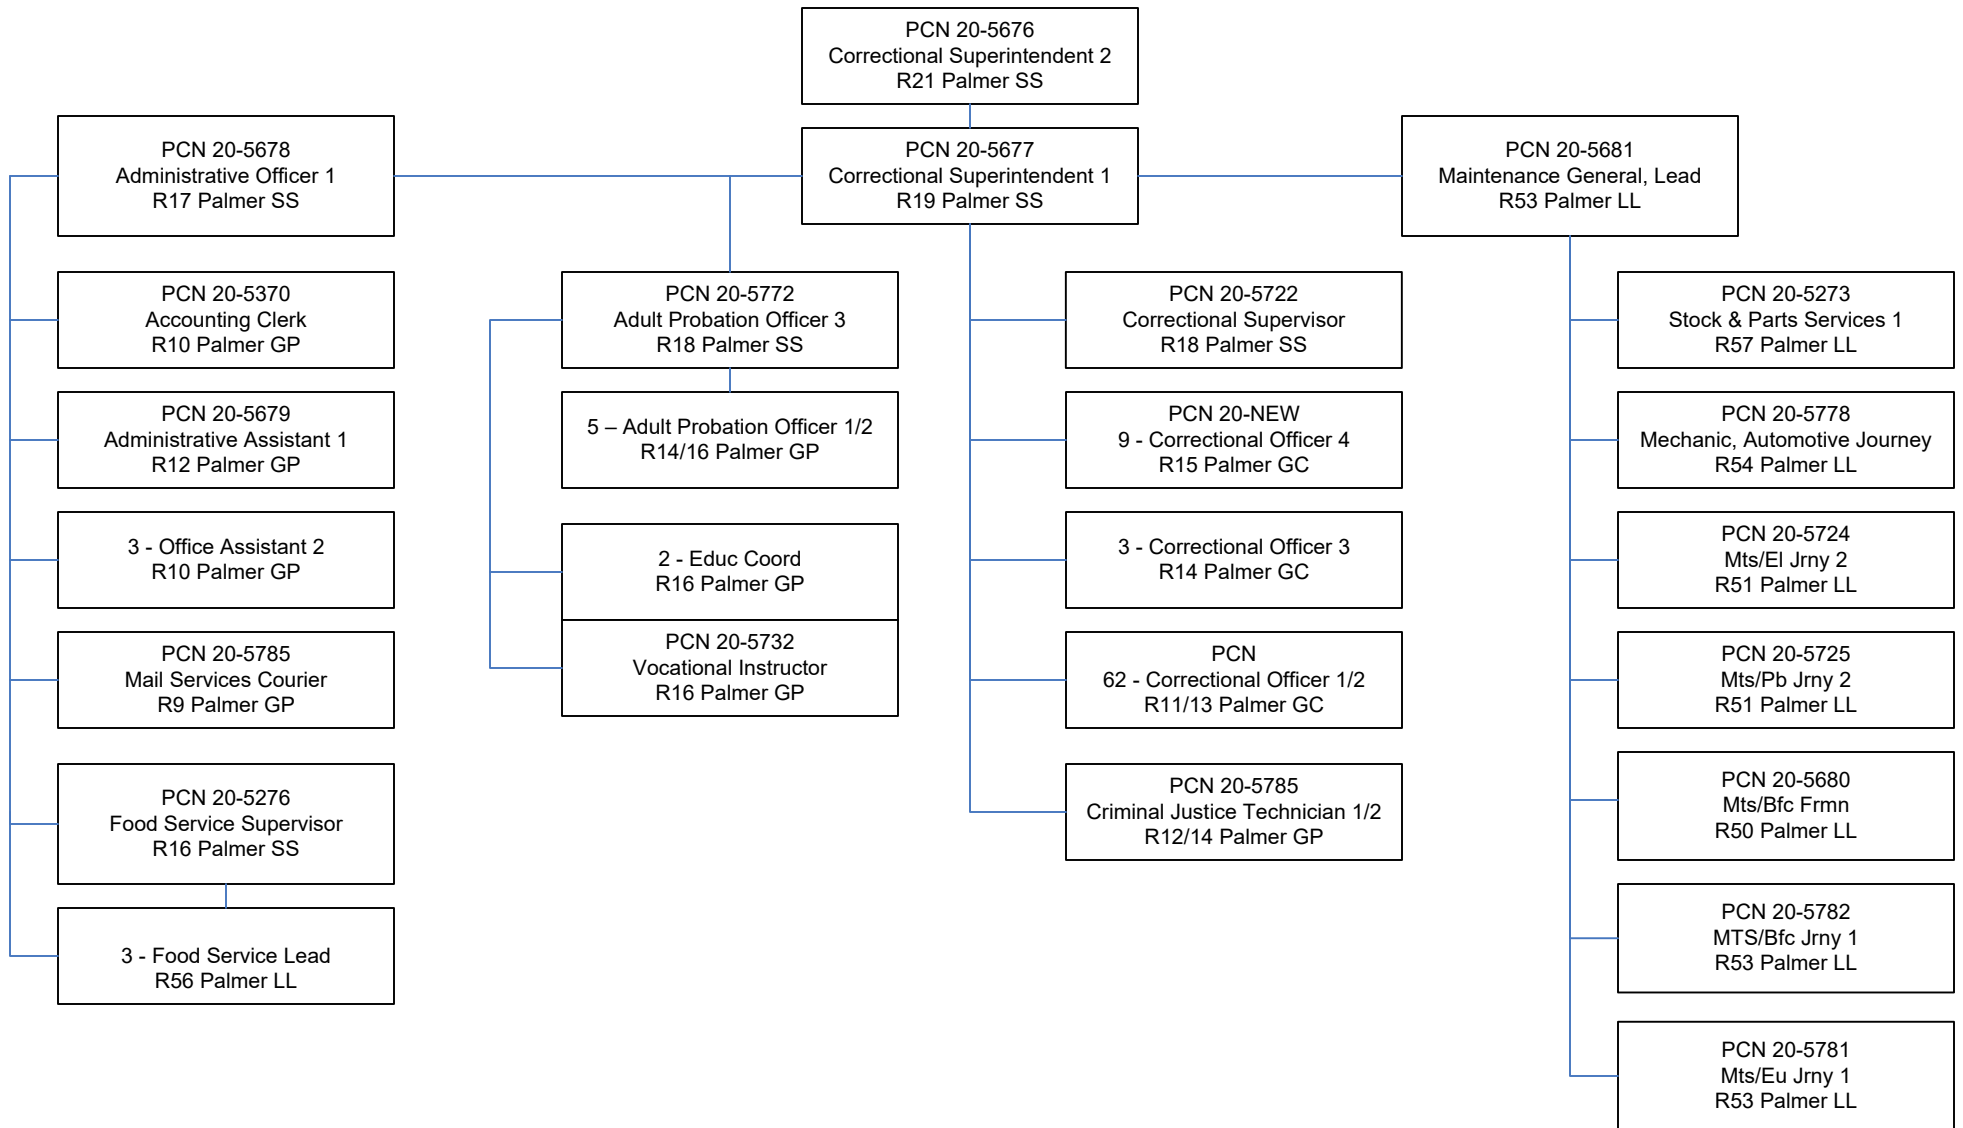 PCN 20-5676
Correctional Superintendent 2
R21 Palmer SS
PCN 20-5678
Administrative Officer 1
R17 Palmer SS
PCN 20-5677
Correctional Superintendent 1
R19 Palmer SS
PCN 20-5681
Maintenance General, Lead
R53 Palmer LL
PCN 20-5370
Accounting Clerk
R10 Palmer GP
PCN 20-5679
Administrative Assistant 1
R12 Palmer GP
3 - Office Assistant 2
R10 Palmer GP
PCN 20-5785
Mail Services Courier
R9 Palmer GP
PCN 20-5276
Food Service Supervisor
R16 Palmer SS
3 - Food Service Lead
R56 Palmer LL
PCN 20-5772
Adult Probation Officer 3
R18 Palmer SS
5 – Adult Probation Officer 1/2
R14/16 Palmer GP
2 - Educ Coord
R16 Palmer GP
PCN 20-5732
Vocational Instructor
R16 Palmer GP
PCN 20-5722
Correctional Supervisor
R18 Palmer SS
PCN 20-NEW
9 - Correctional Officer 4
R15 Palmer GC
3 - Correctional Officer 3
R14 Palmer GC
PCN
62 - Correctional Officer 1/2
R11/13 Palmer GC
PCN 20-5785
Criminal Justice Technician 1/2
R12/14 Palmer GP
PCN 20-5273
Stock & Parts Services 1
R57 Palmer LL
PCN 20-5778
Mechanic, Automotive Journey
R54 Palmer LL
PCN 20-5724
Mts/El Jrny 2
R51 Palmer LL
PCN 20-5725
Mts/Pb Jrny 2
R51 Palmer LL
PCN 20-5680
Mts/Bfc Frmn
R50 Palmer LL
PCN 20-5782
MTS/Bfc Jrny 1
R53 Palmer LL
PCN 20-5781
Mts/Eu Jrny 1
R53 Palmer LL